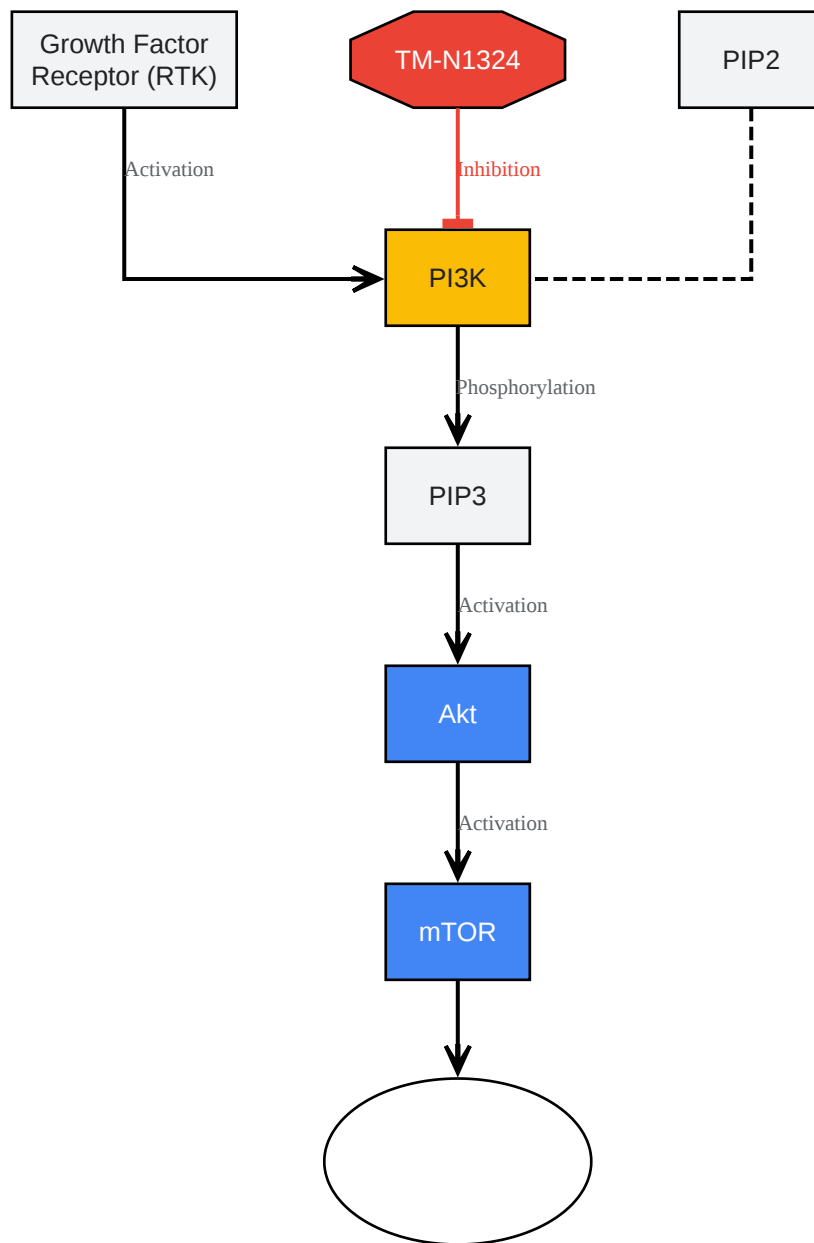 Growth Factor
Receptor (RTK)
TM-N1324
PIP2
Activation
Inhibition
PI3K
Phosphorylation
PIP3
Activation
Akt
Activation
mTOR